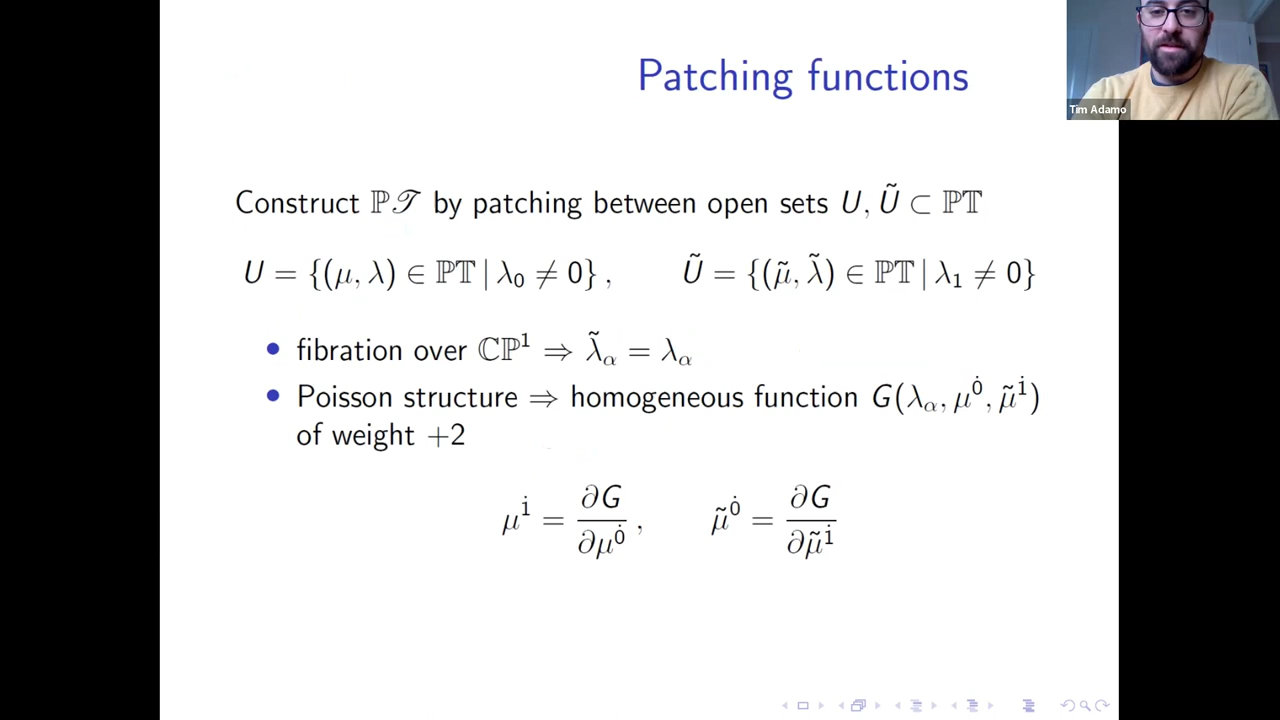 Patching functions
Tim Adamo
Construct ℙ𝒯 by patching between open sets U, Ũ ⊂ ℙ𝕋
U = {(μ, λ) ∈ ℙ𝕋 | λ₀ ≠ 0} , Ũ = {(μ̃, λ̃) ∈ ℙ𝕋 | λ₁ ≠ 0}
• fibration over ℂℙ¹ ⇒ λ̃_α = λ_α
• Poisson structure ⇒ homogeneous function G(λ_α, μ^0̇, μ̃^1̇)
of weight +2
μ^1̇ = ∂G/∂μ^0̇ , μ̃^0̇ = ∂G/∂μ̃^1̇